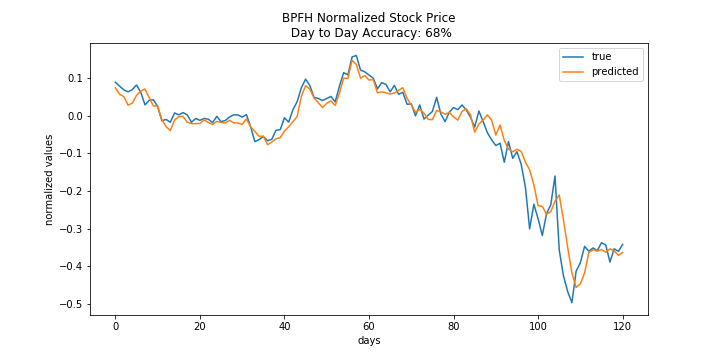 BPFH Normalized Stock Price
Day to Day Accuracy: 68%
true
predicted
normalized values
0.1
0.0
−0.1
−0.2
−0.3
−0.4
−0.5
0 20 40 60 80 100 120
days